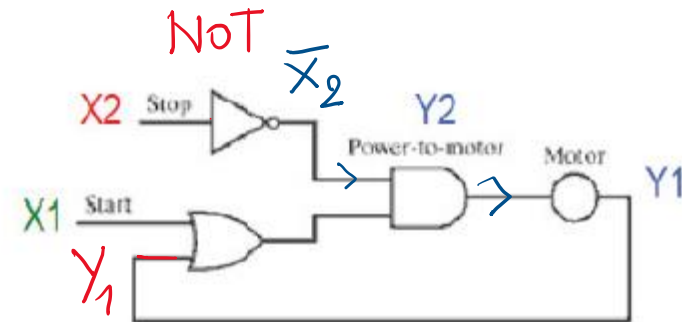 NOT
X̅₂
X2 Stop
Y2
Power-to-motor
Motor
Y1
X1 Start
Y₁